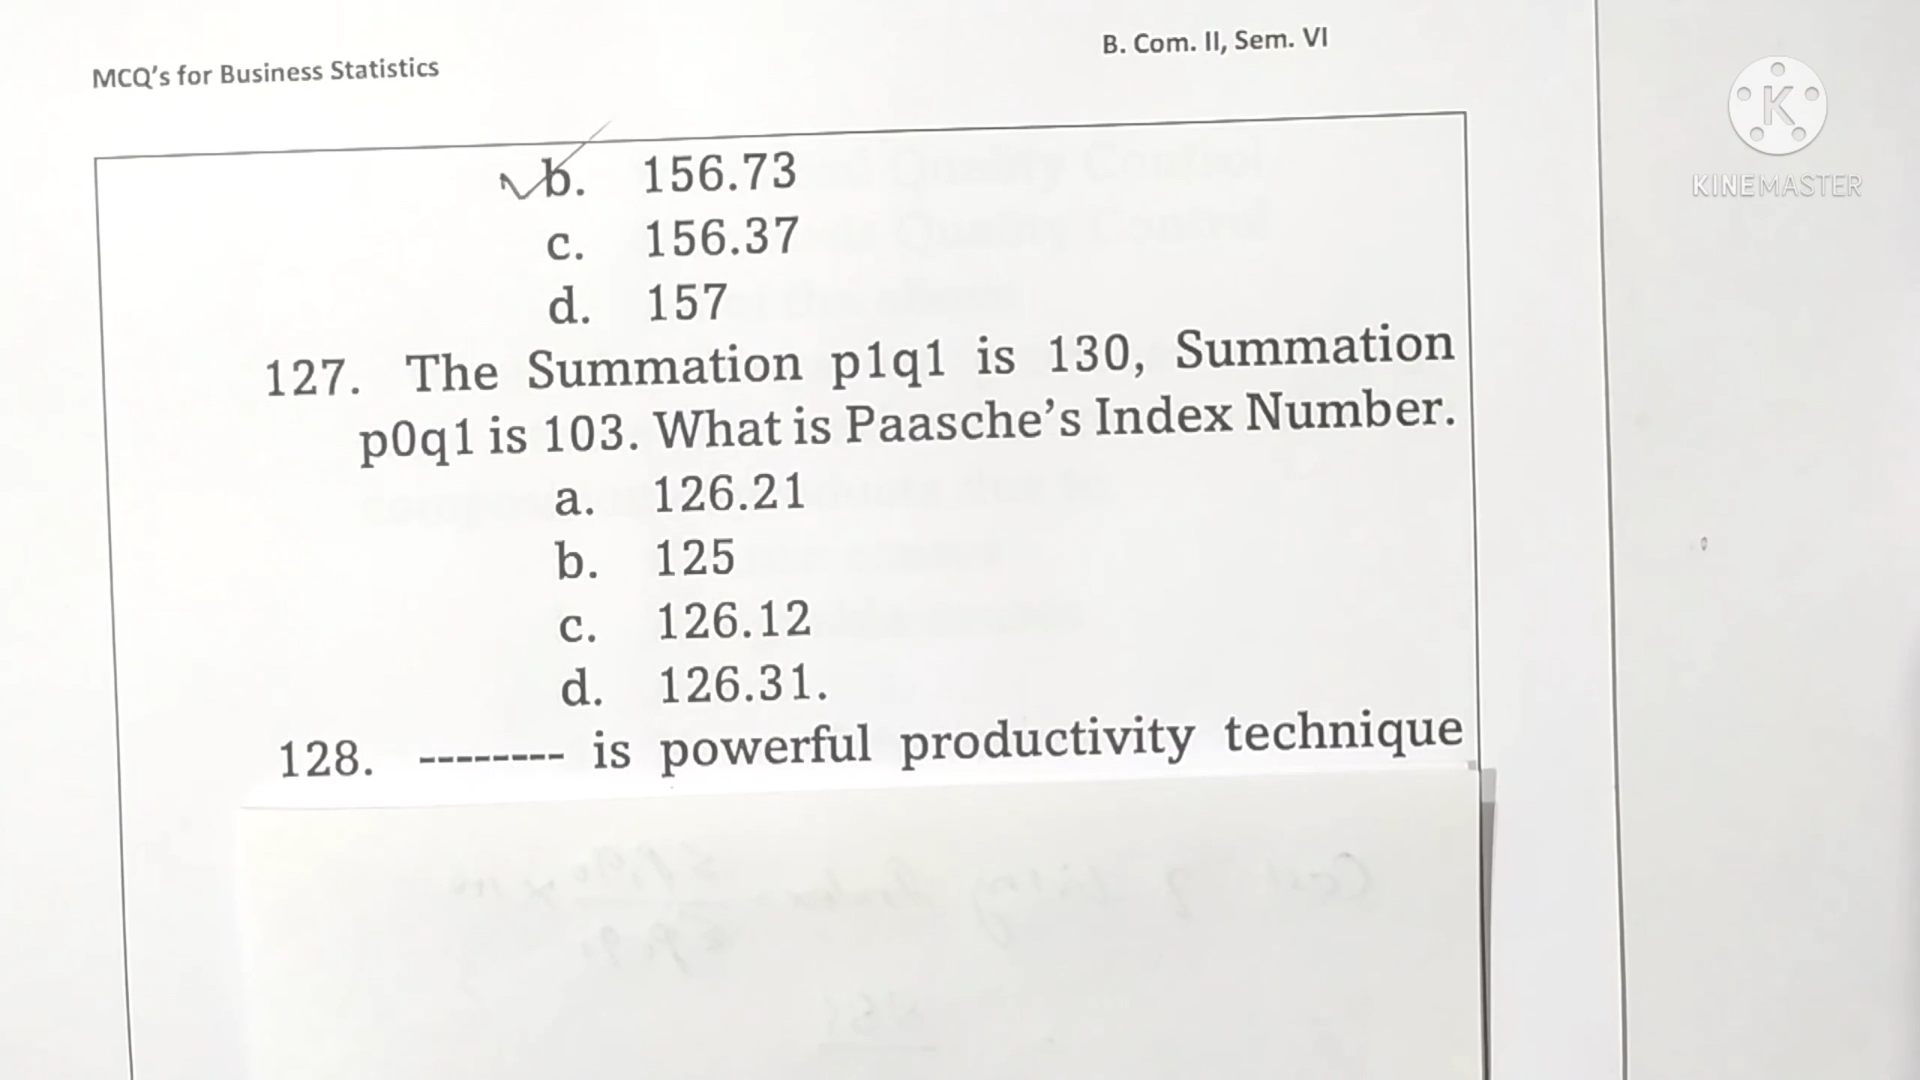 MCQ's for Business Statistics
B. Com. II, Sem. VI
K
KINEMASTER
b. 156.73
c. 156.37
d. 157
127. The Summation p1q1 is 130, Summation
p0q1 is 103. What is Paasche's Index Number.
a. 126.21
b. 125
c. 126.12
d. 126.31.
128. -------- is powerful productivity technique